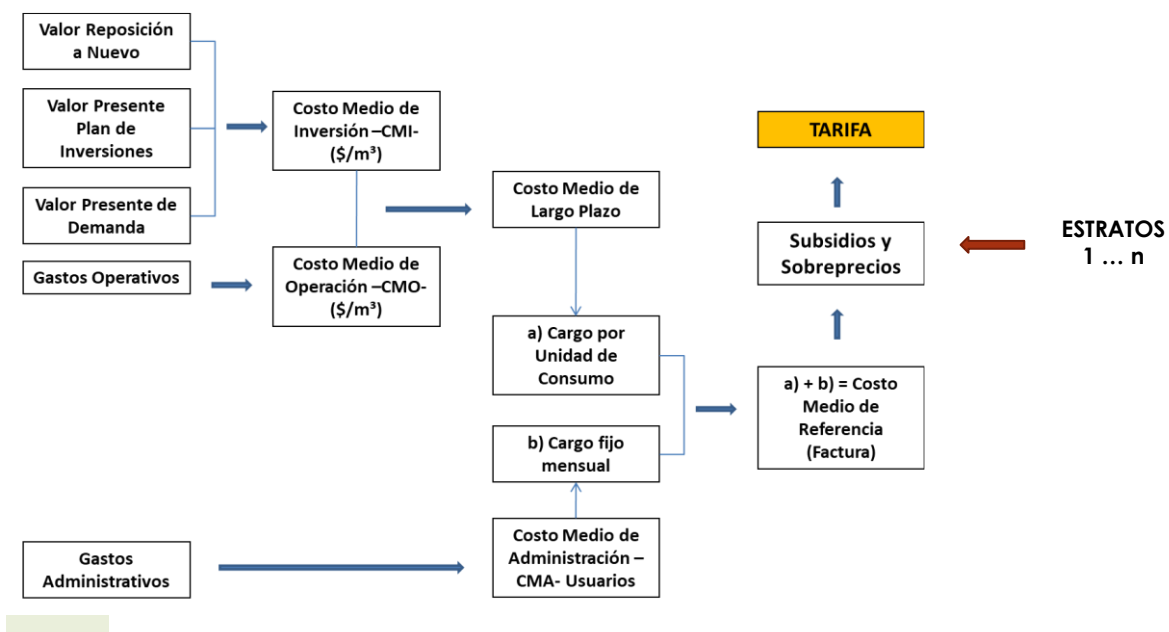 Valor Reposición
a Nuevo
Valor Presente
Plan de
Inversiones
Valor Presente de
Demanda
Gastos Operativos
Costo Medio de
Inversión –CMI-
($/m³)
Costo Medio de
Operación –CMO-
($/m³)
Costo Medio de
Largo Plazo
a) Cargo por
Unidad de
Consumo
b) Cargo fijo
mensual
Gastos
Administrativos
Costo Medio de
Administración –
CMA- Usuarios
a) + b) = Costo
Medio de
Referencia
(Factura)
Subsidios y
Sobreprecios
TARIFA
ESTRATOS
1 ... n